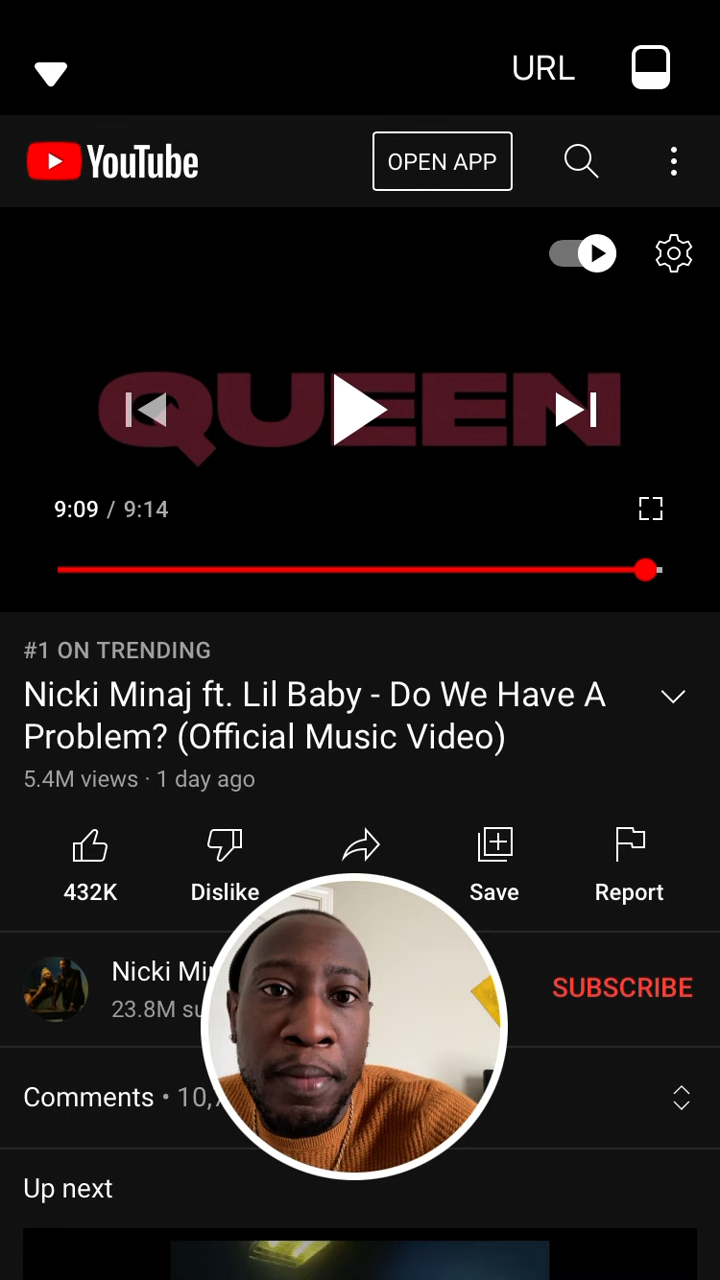 URL
YouTube
OPEN APP
QUEEN
9:09 / 9:14
#1 ON TRENDING
Nicki Minaj ft. Lil Baby - Do We Have A
Problem? (Official Music Video)
5.4M views · 1 day ago
432K
Dislike
Save
Report
Nicki
23.8M
SUBSCRIBE
Comments •
Up next